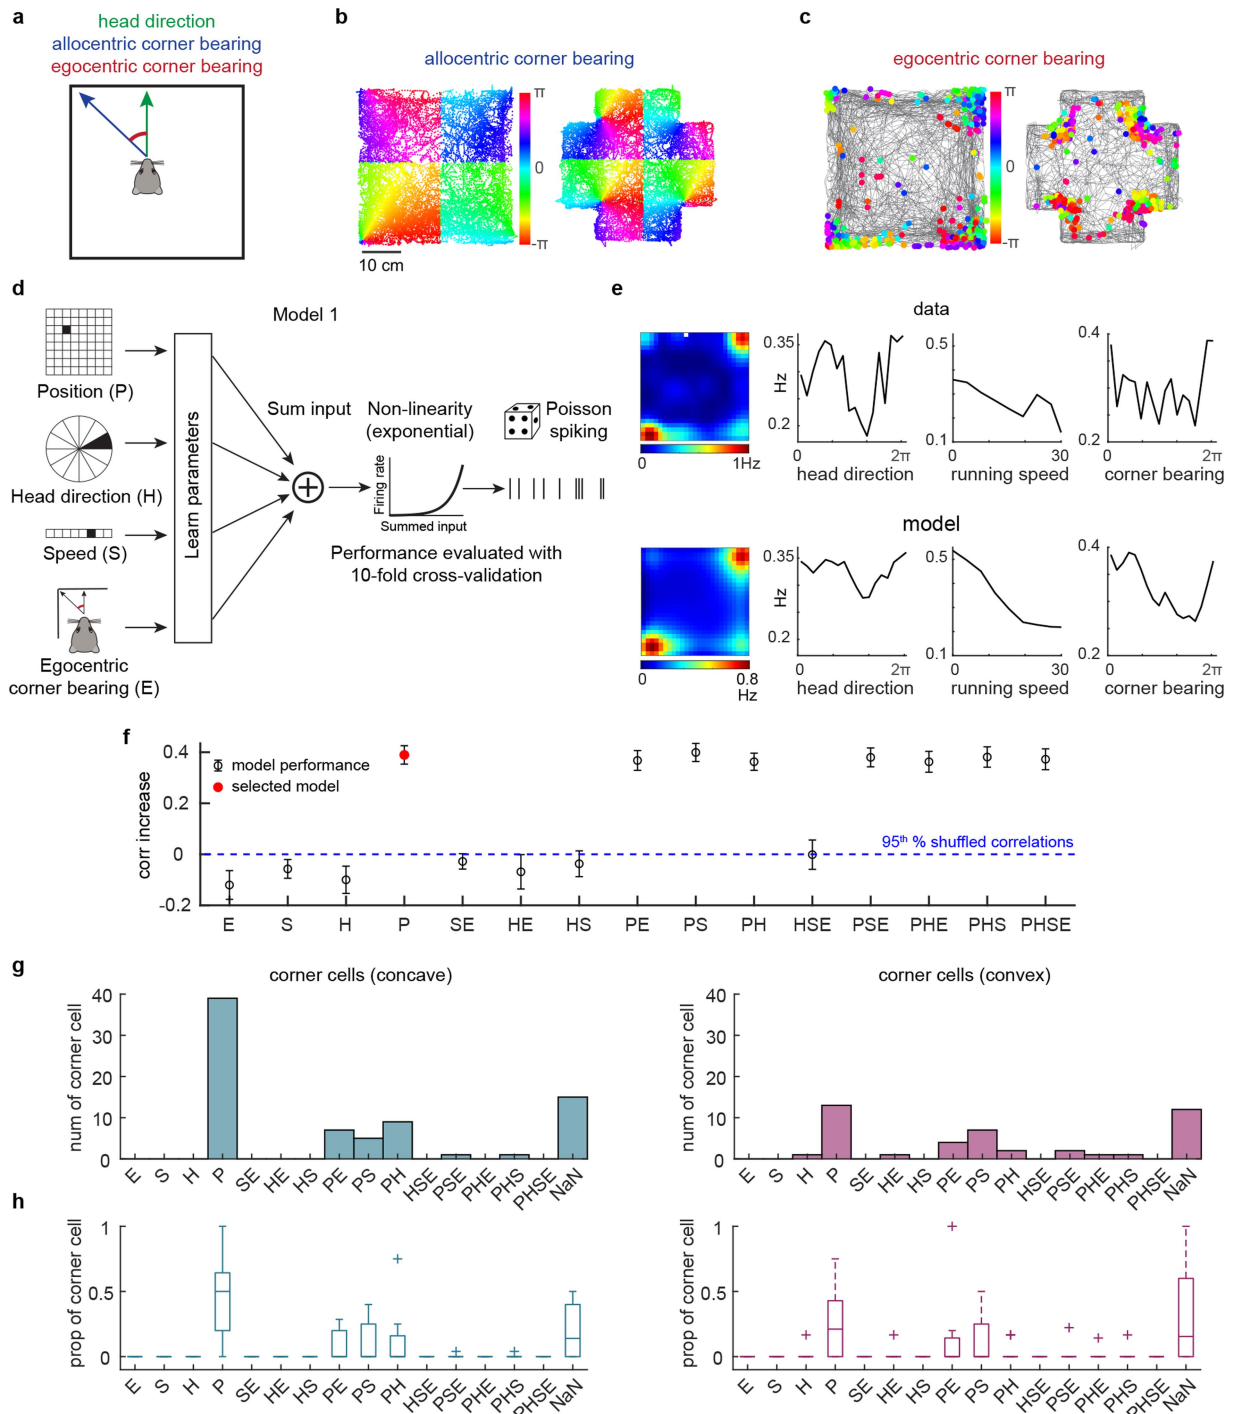 a
head direction
allocentric corner bearing
egocentric corner bearing
b
allocentric corner bearing
π
0
-π
10 cm
c
egocentric corner bearing
π
0
-π
d
Model 1
Position (P)
Head direction (H)
Speed (S)
Egocentric
corner bearing (E)
Learn parameters
Sum input
Non-linearity
(exponential)
Firing rate
Summed input
Poisson
spiking
Performance evaluated with
10-fold cross-validation
e
data
0 1Hz
Hz
0.35
0.2
0 2π
head direction
0.5
0.1
0 30
running speed
0.4
0.2
0 2π
corner bearing
model
0 0.8
Hz
Hz
0.35
0.2
0 2π
head direction
0.5
0.1
0 30
running speed
0.4
0.2
0 2π
corner bearing
f
corr increase
0.4
0.2
0
-0.2
model performance
selected model
95th % shuffled correlations
E S H P SE HE HS PE PS PH HSE PSE PHE PHS PHSE
g
corner cells (concave)
num of corner cell
40
30
20
10
0
E S H P SE HE HS PE PS PH HSE PSE PHE PHS PHSE NaN
corner cells (convex)
num of corner cell
40
30
20
10
0
E S H P SE HE HS PE PS PH HSE PSE PHE PHS PHSE NaN
h
prop of corner cell
1
0.5
0
E S H P SE HE HS PE PS PH HSE PSE PHE PHS PHSE NaN
prop of corner cell
1
0.5
0
E S H P SE HE HS PE PS PH HSE PSE PHE PHS PHSE NaN